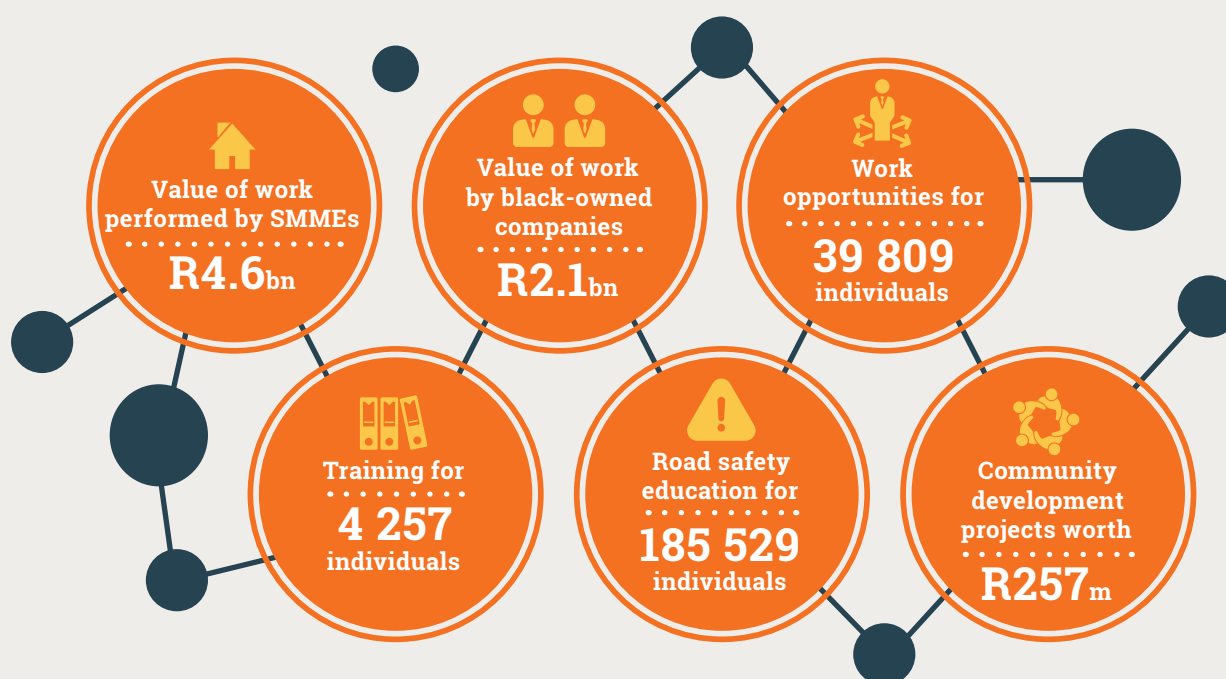 Value of work
performed by SMMEs
R4.6bn
Value of work
by black-owned
companies
R2.1bn
Work
opportunities for
39 809
individuals
Training for
4 257
individuals
Road safety
education for
185 529
individuals
Community
development
projects worth
R257m